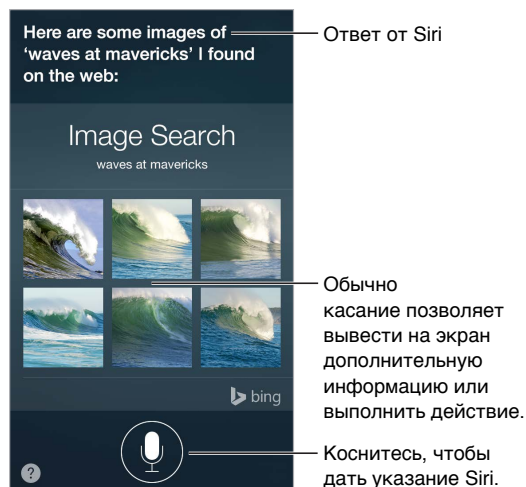 Here are some images of
‘waves at mavericks’ I found
on the web:
Ответ от Siri
Image Search
waves at mavericks
Обычно
касание позволяет
вывести на экран
дополнительную
информацию или
выполнить действие.
bing
Коснитесь, чтобы
дать указание Siri.
?